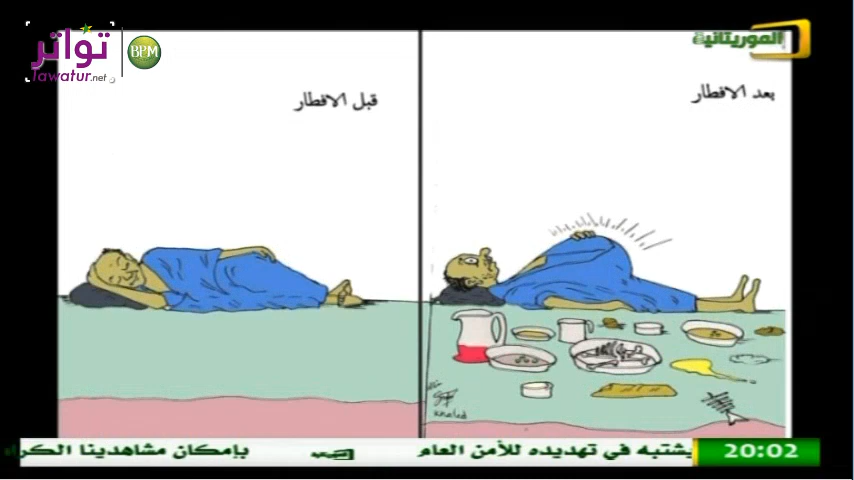 تواتر
Tawatur.net
BPM
الموريتانية
قبل الافطار
بعد الافطار
Khaled
20:02
يشتبه في تهديده للأمن العام
بإمكان مشاهدينا الكرا